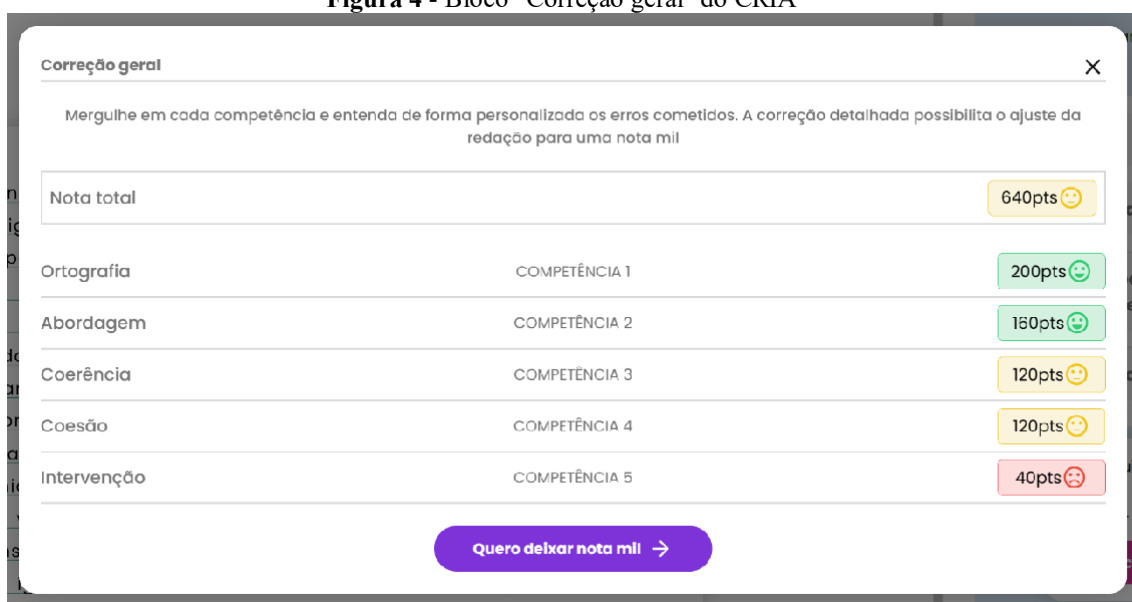 Figura 4 - Bloco "Correção geral" do CRIA
Correção geral
Mergulhe em cada competência e entenda de forma personalizada os erros cometidos. A correção detalhada possibilita o ajuste da
redação para uma nota mil
Nota total
640pts
Ortografia COMPETÊNCIA 1 200pts
Abordagem COMPETÊNCIA 2 160pts
Coerência COMPETÊNCIA 3 120pts
Coesão COMPETÊNCIA 4 120pts
Intervenção COMPETÊNCIA 5 40pts
Quero deixar nota mil →